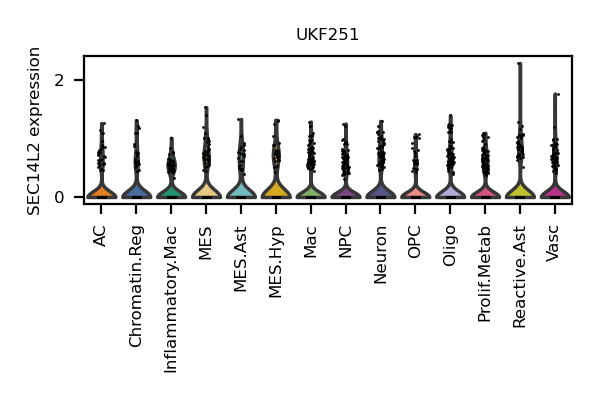 UKF251
SEC14L2 expression
2
0
AC
Chromatin.Reg
Inflammatory.Mac
MES
MES.Ast
MES.Hyp
Mac
NPC
Neuron
OPC
Oligo
Prolif.Metab
Reactive.Ast
Vasc